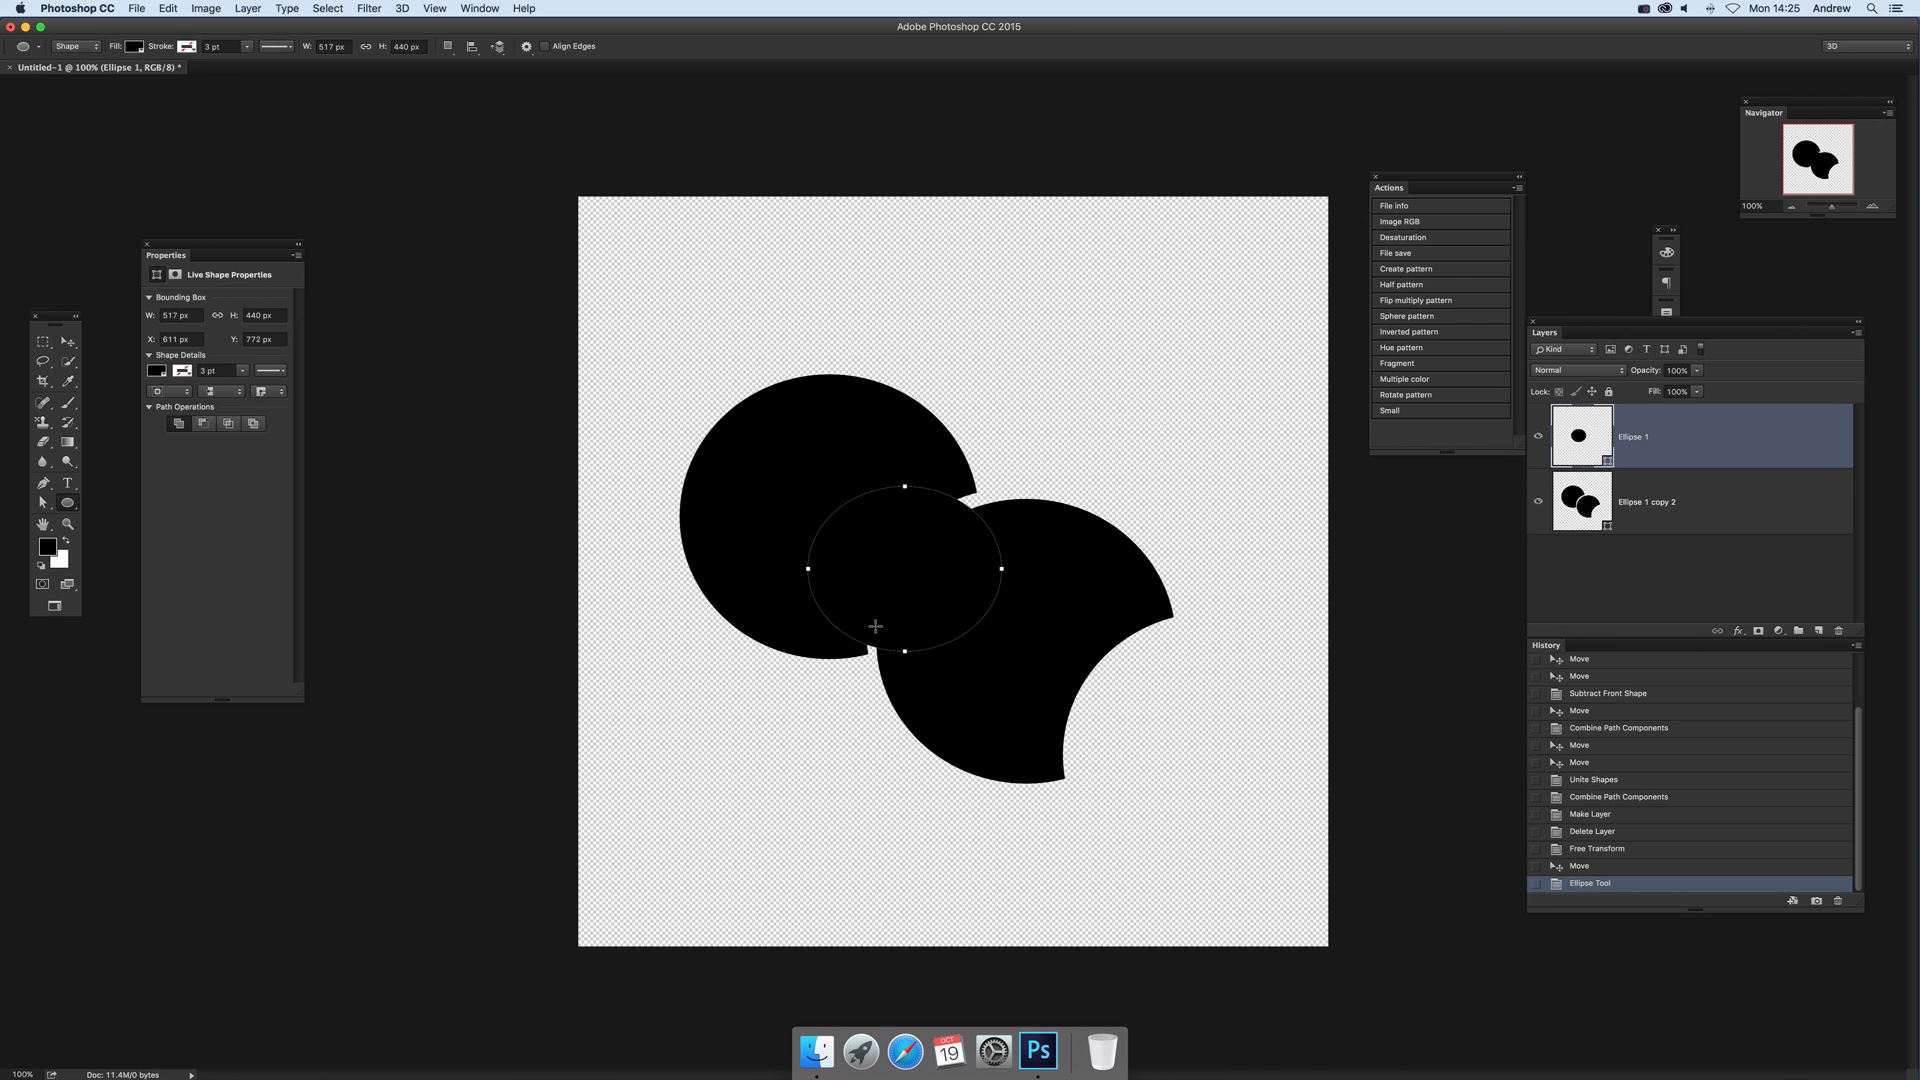 Photoshop CC File Edit Image Layer Type Select Filter 3D View Window Help Mon 14:25 Andrew
Adobe Photoshop CC 2015
Shape Fill: Stroke: 3 pt W: 517 px H: 440 px Align Edges 3D
Untitled-1 @ 100% (Ellipse 1, RGB/8) *
Navigator
100%
Actions
File info
Image RGB
Desaturation
File save
Create pattern
Half pattern
Flip multiply pattern
Sphere pattern
Inverted pattern
Hue pattern
Fragment
Multiple color
Rotate pattern
Small
Properties
Live Shape Properties
Bounding Box
W: 517 px H: 440 px
X: 611 px Y: 772 px
Shape Details
3 pt
Path Operations
Layers
Kind
Normal Opacity: 100%
Lock: Fill: 100%
Ellipse 1
Ellipse 1 copy 2
fx
History
Move
Move
Subtract Front Shape
Move
Combine Path Components
Move
Move
Unite Shapes
Combine Path Components
Make Layer
Delete Layer
Free Transform
Move
Ellipse Tool
OCT
19
Ps
100% Doc: 11.4M/0 bytes